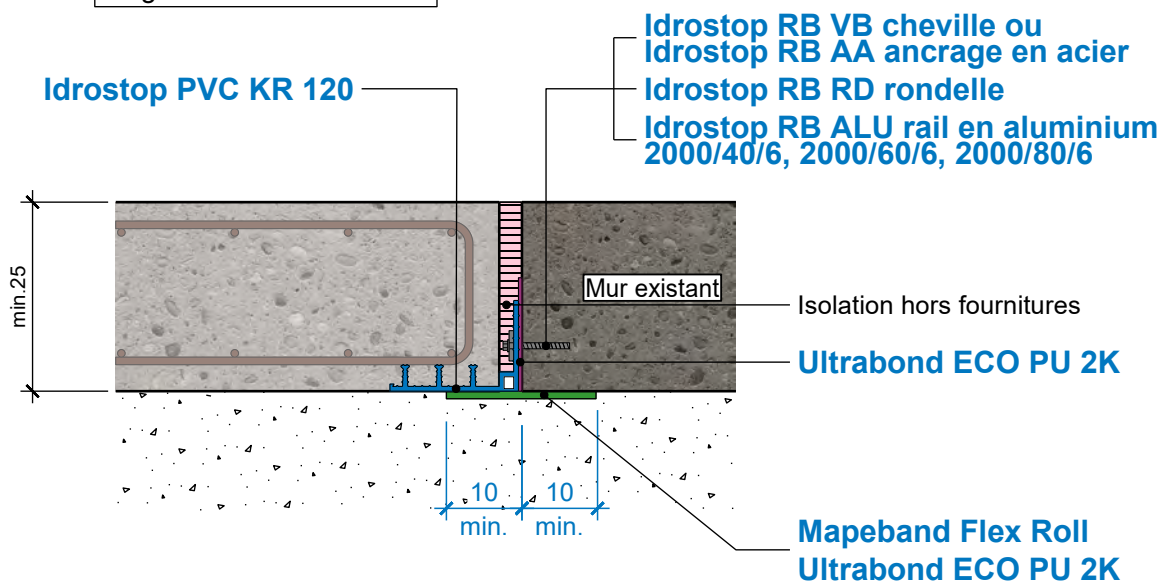 Idrostop RB VB cheville ou
Idrostop RB AA ancrage en acier
Idrostop PVC KR 120
Idrostop RB RD rondelle
Idrostop RB ALU rail en aluminium
2000/40/6, 2000/60/6, 2000/80/6
min.25
Mur existant
Isolation hors fournitures
Ultrabond ECO PU 2K
10 10
min. min.
Mapeband Flex Roll
Ultrabond ECO PU 2K